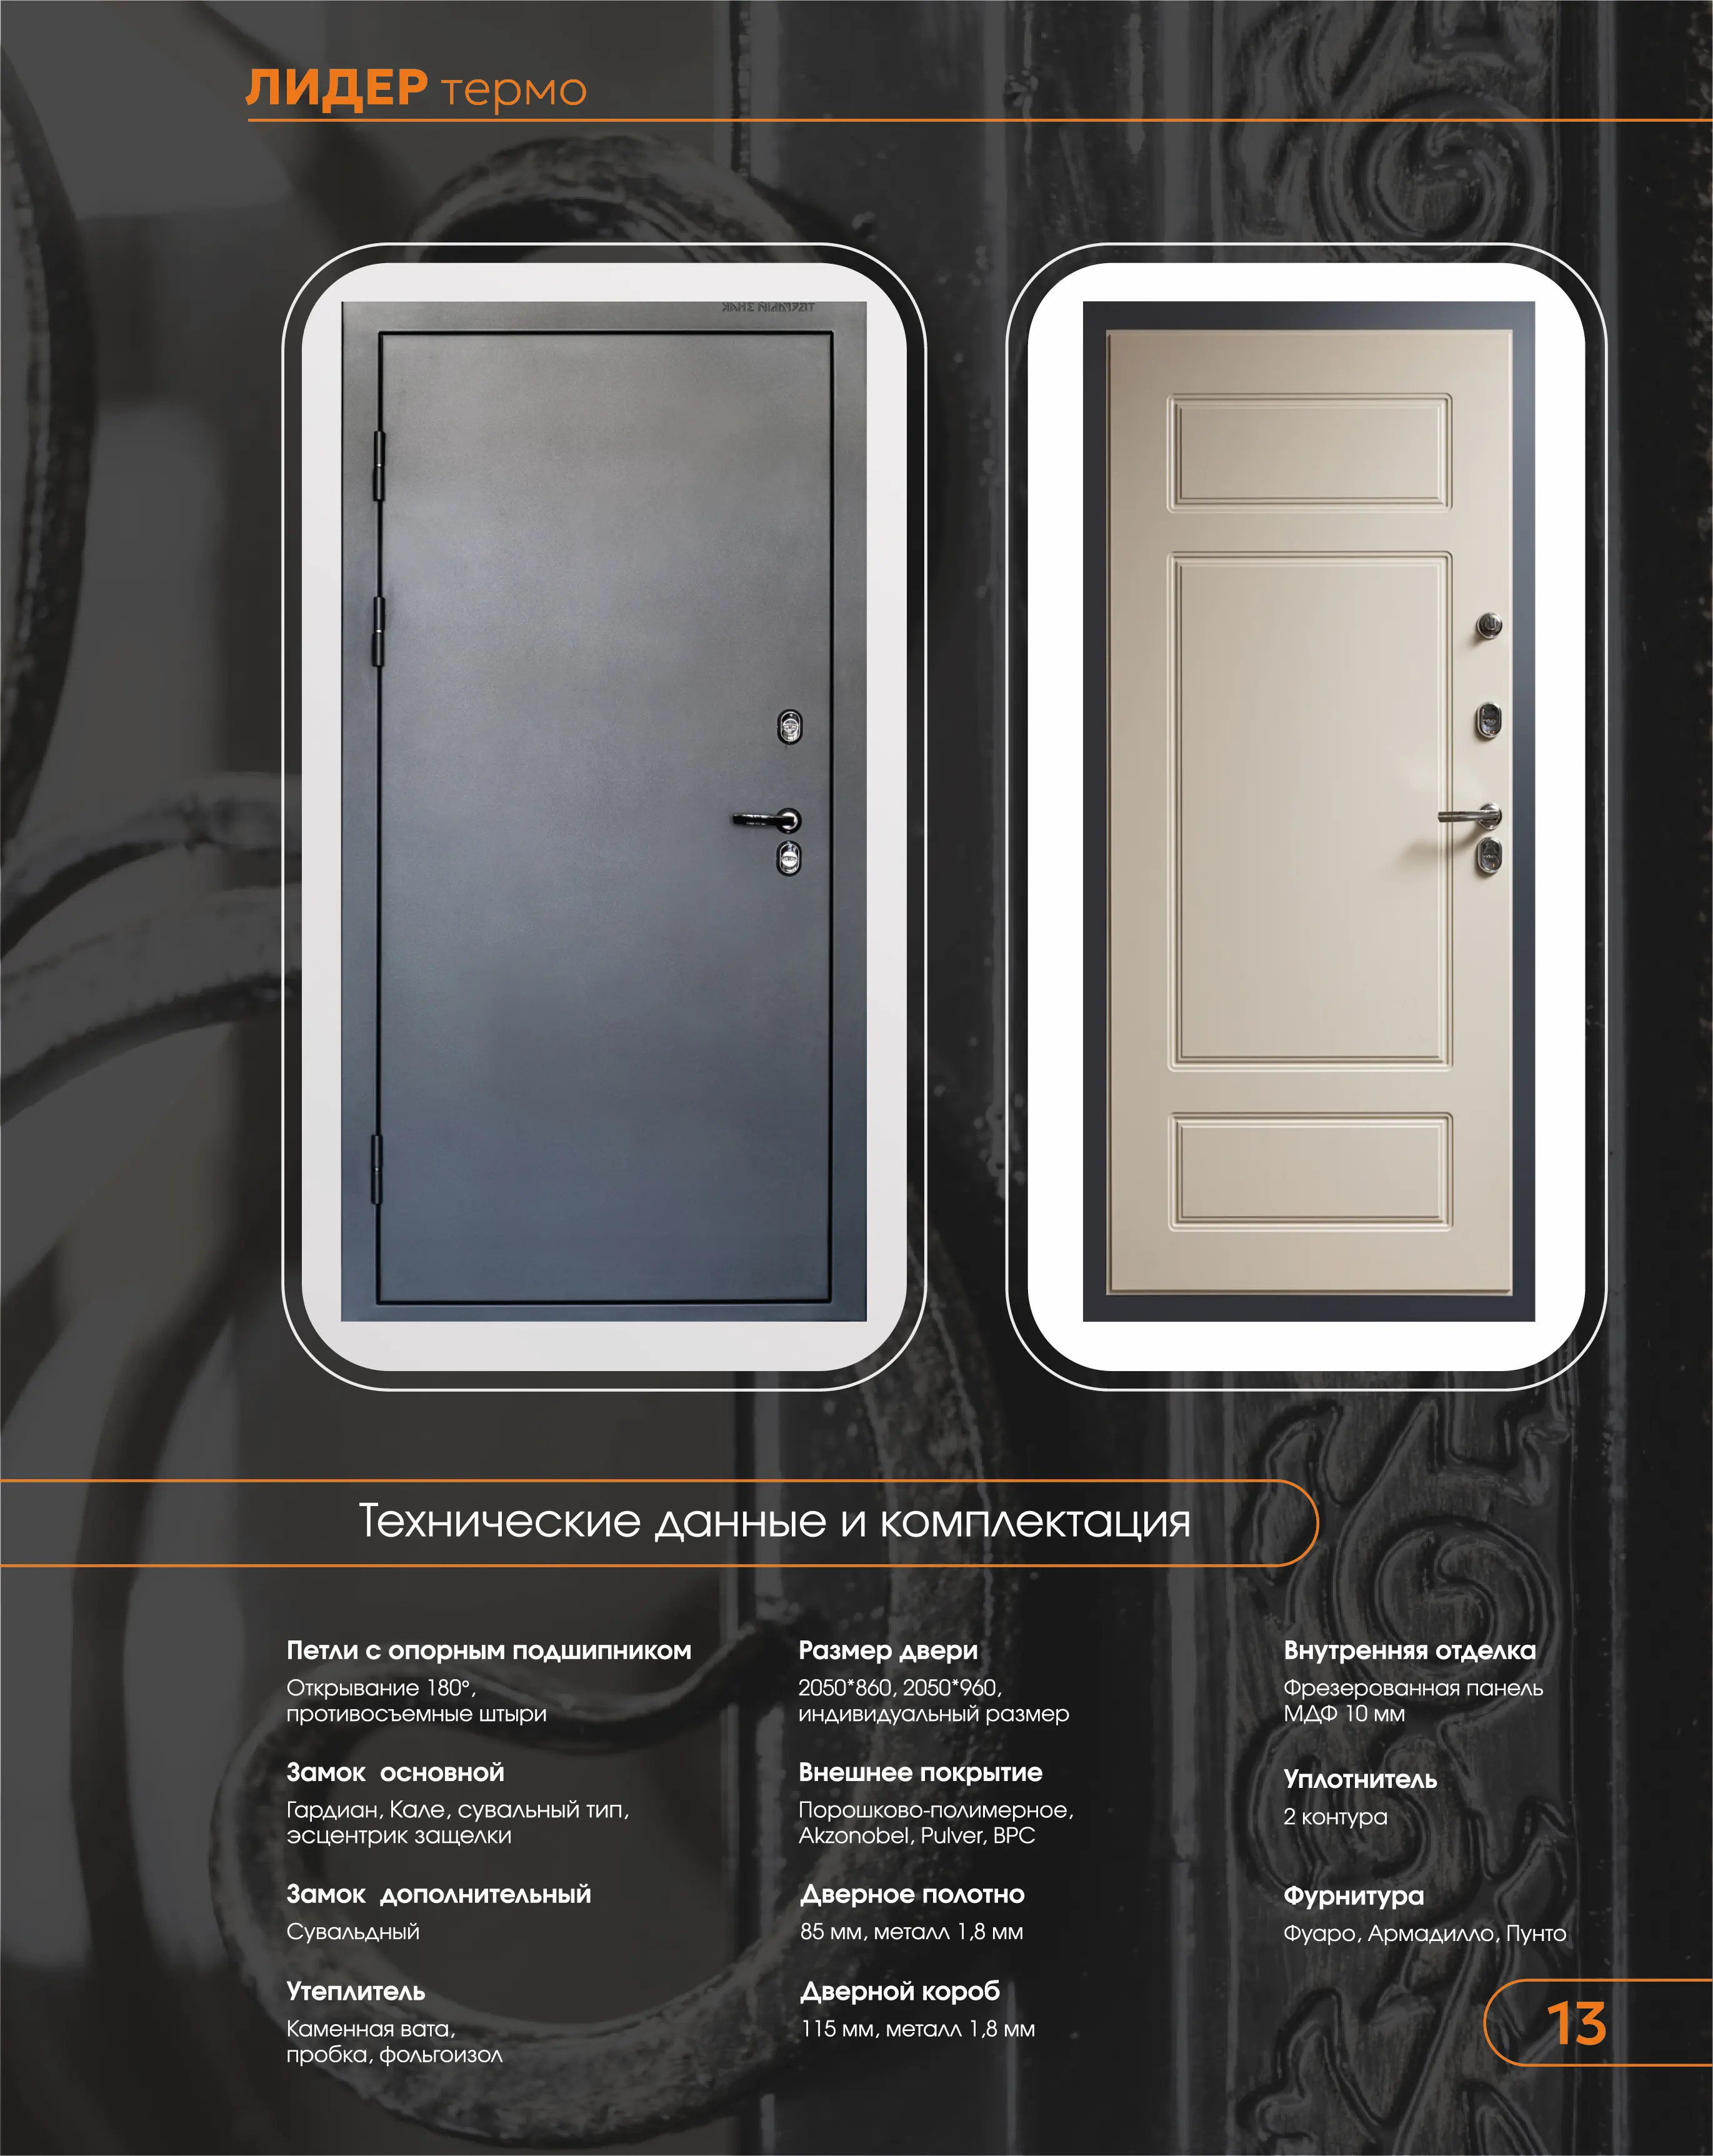 ЛИДЕР термо
Технические данные и комплектация
Петли с опорным подшипником
Открывание 180°,
противосъемные штыри
Замок основной
Гардиан, Кале, сувальный тип,
эсцентрик защелки
Замок дополнительный
Сувальдный
Утеплитель
Каменная вата,
пробка, фольгоизол
Размер двери
2050*860, 2050*960,
индивидуальный размер
Внешнее покрытие
Порошково-полимерное,
Akzonobel, Pulver, BPC
Дверное полотно
85 мм, металл 1,8 мм
Дверной короб
115 мм, металл 1,8 мм
Внутренняя отделка
Фрезерованная панель
МДФ 10 мм
Уплотнитель
2 контура
Фурнитура
Фуаро, Армадилло, Пунто
13